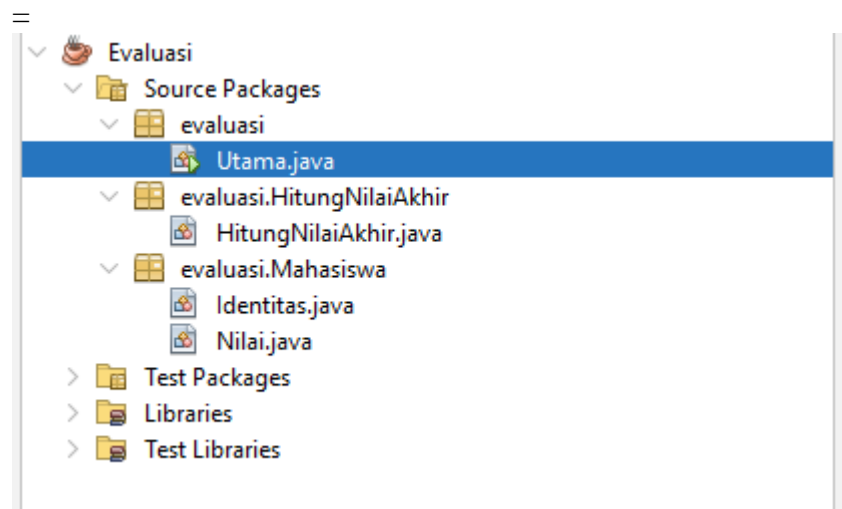 Evaluasi
Source Packages
evaluasi
Utama.java
evaluasi.HitungNilaiAkhir
HitungNilaiAkhir.java
evaluasi.Mahasiswa
Identitas.java
Nilai.java
Test Packages
Libraries
Test Libraries